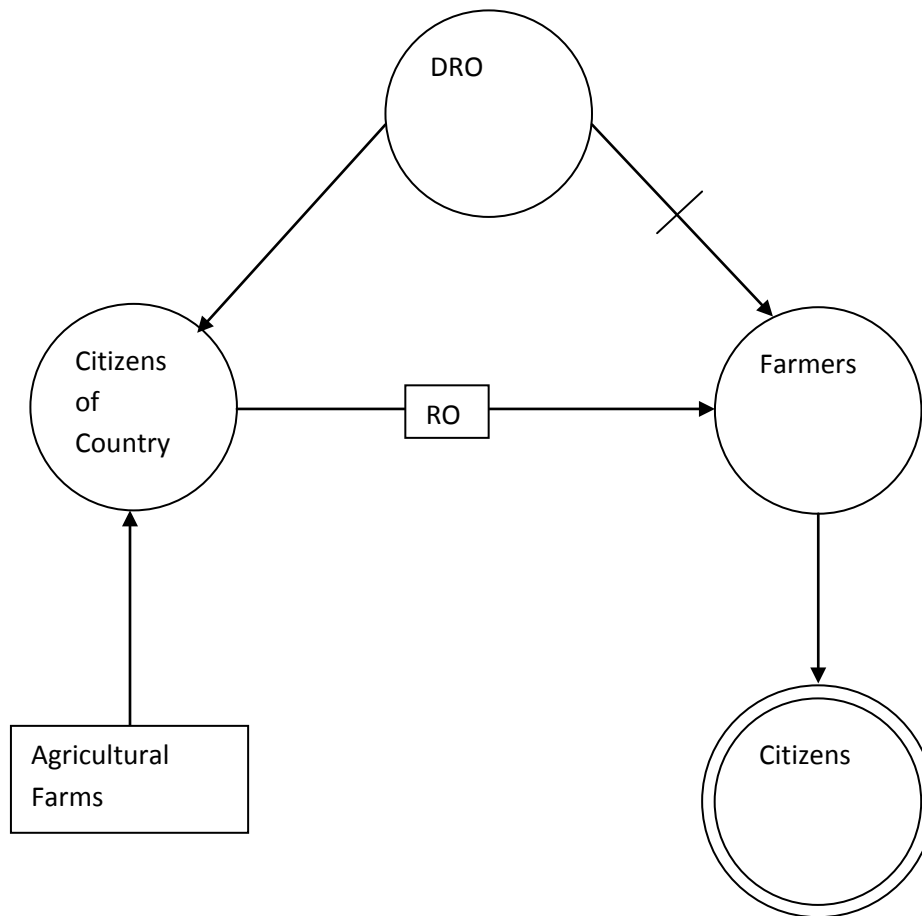 DRO
Citizens
of
Country
RO
Farmers
Agricultural
Farms
Citizens